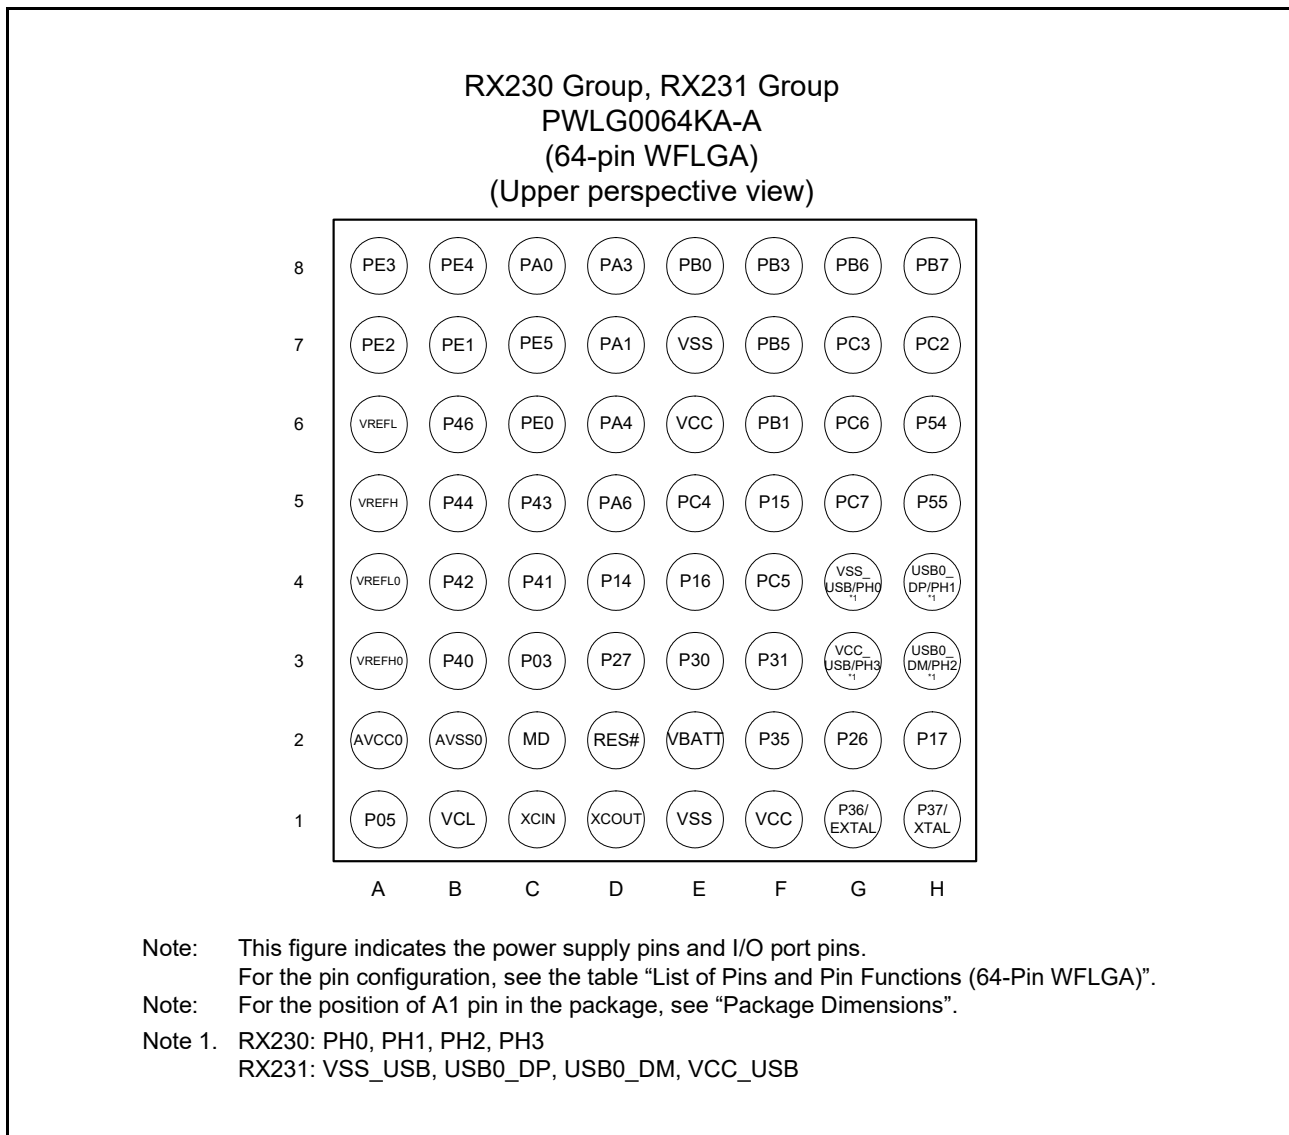 RX230 Group, RX231 Group
PWLG0064KA-A
(64-pin WFLGA)
(Upper perspective view)
8 PE3 PE4 PA0 PA3 PB0 PB3 PB6 PB7
7 PE2 PE1 PE5 PA1 VSS PB5 PC3 PC2
6 VREFL P46 PE0 PA4 VCC PB1 PC6 P54
5 VREFH P44 P43 PA6 PC4 P15 PC7 P55
4 VREFL0 P42 P41 P14 P16 PC5 VSS_USB/PH0 *1 USB0_DP/PH1 *1
3 VREFH0 P40 P03 P27 P30 P31 VCC_USB/PH3 *1 USB0_DM/PH2 *1
2 AVCC0 AVSS0 MD RES# VBATT P35 P26 P17
1 P05 VCL XCIN XCOUT VSS VCC P36/EXTAL P37/XTAL
A B C D E F G H
Note: This figure indicates the power supply pins and I/O port pins.
For the pin configuration, see the table “List of Pins and Pin Functions (64-Pin WFLGA)”.
Note: For the position of A1 pin in the package, see “Package Dimensions”.
Note 1. RX230: PH0, PH1, PH2, PH3
RX231: VSS_USB, USB0_DP, USB0_DM, VCC_USB